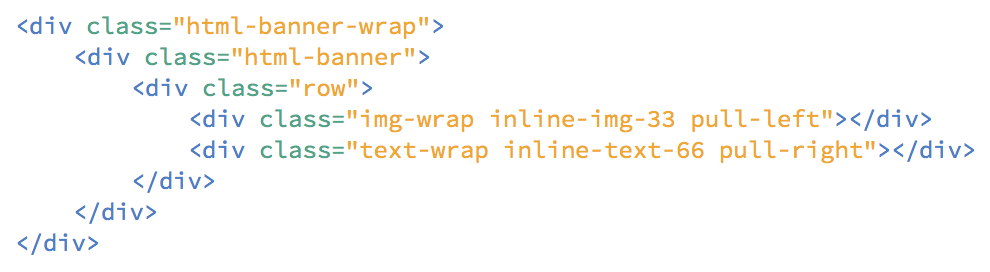 <div class="html-banner-wrap">
    <div class="html-banner">
        <div class="row">
            <div class="img-wrap inline-img-33 pull-left"></div>
            <div class="text-wrap inline-text-66 pull-right"></div>
        </div>
    </div>
</div>